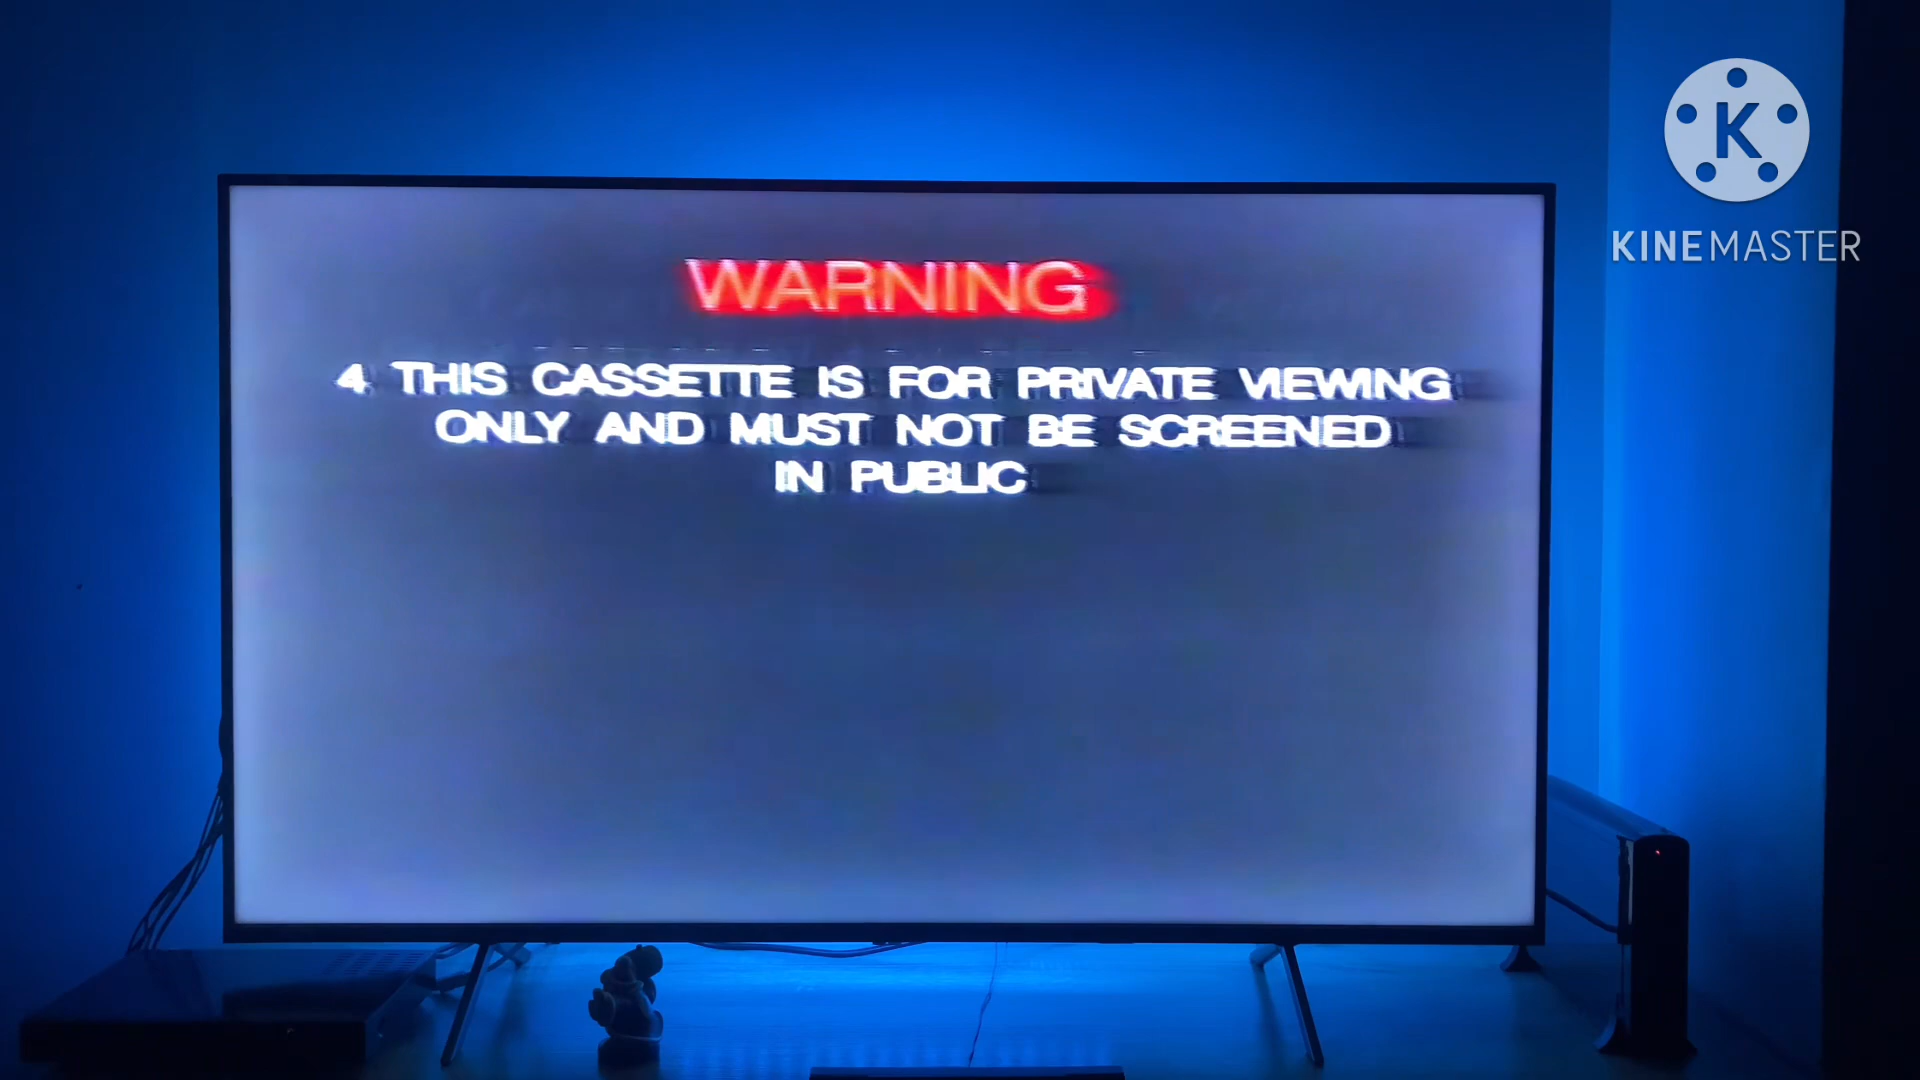 K
KINEMASTER
WARNING
4 THIS CASSETTE IS FOR PRIVATE VIEWING
ONLY AND MUST NOT BE SCREENED
IN PUBLIC